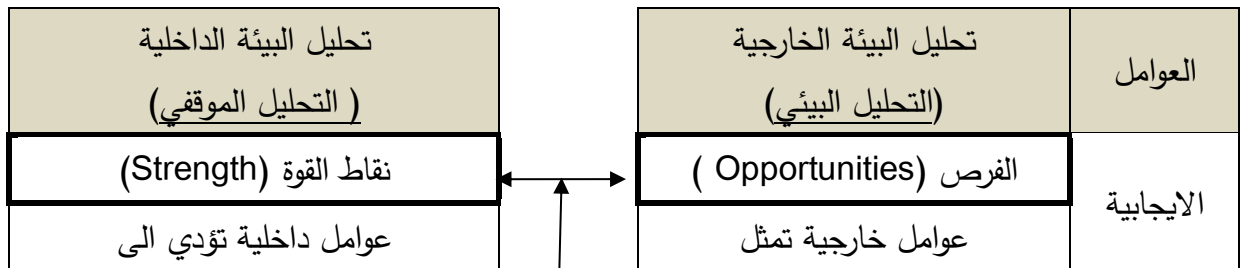 العوامل
تحليل البيئة الخارجية
(التحليل البيئي)
تحليل البيئة الداخلية
( التحليل الموقفي)
الايجابية
الفرص (Opportunities )
نقاط القوة (Strength)
عوامل خارجية تمثل
عوامل داخلية تؤدي الى